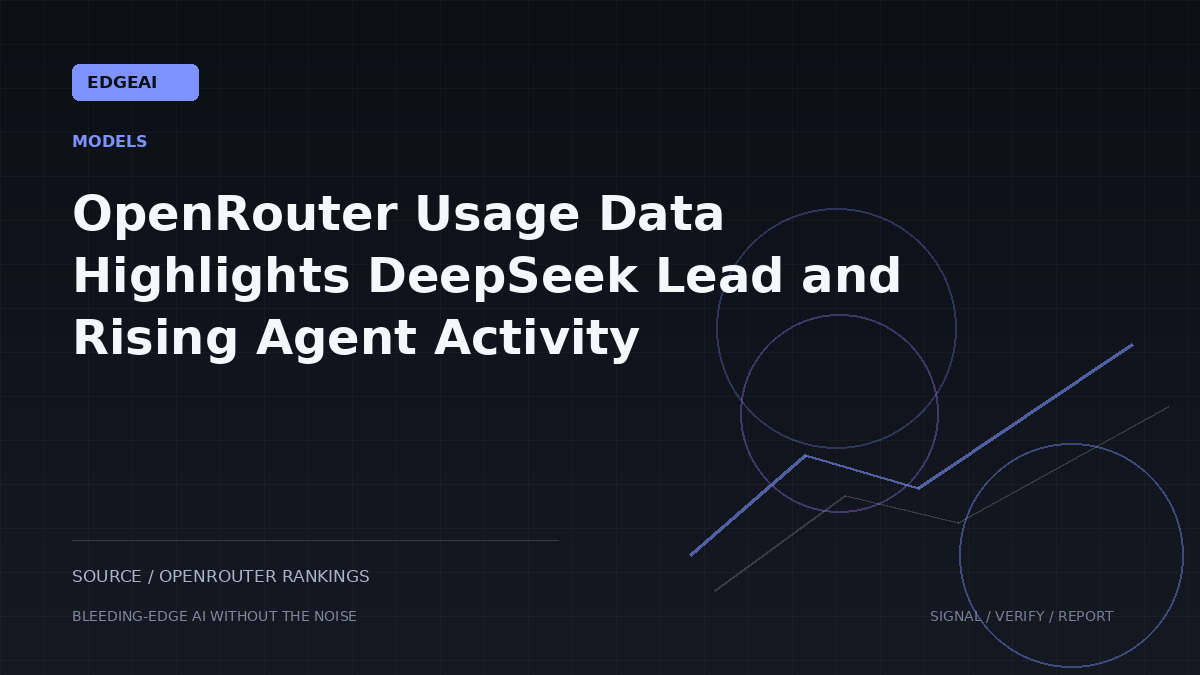 EDGEAI
MODELS
OpenRouter Usage Data
Highlights DeepSeek Lead and
Rising Agent Activity
SOURCE / OPENROUTER RANKINGS
BLEEDING-EDGE AI WITHOUT THE NOISE
SIGNAL / VERIFY / REPORT